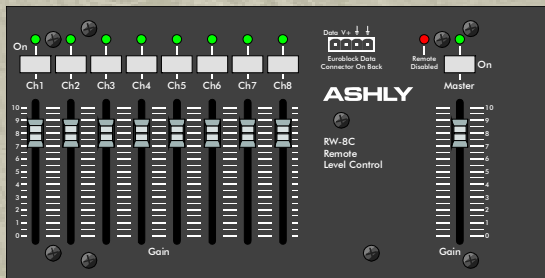 Data V+ ⏚ ⏚
On
Euroblock Data
Connector On Back
Remote
Disabled
On
Ch1 Ch2 Ch3 Ch4 Ch5 Ch6 Ch7 Ch8
Master
ASHLY
10 10
9 9
8 8
7 7
6 6
5 5
4 4
3 3
2 2
1 1
0 0
RW-8C
Remote
Level Control
Gain
Gain